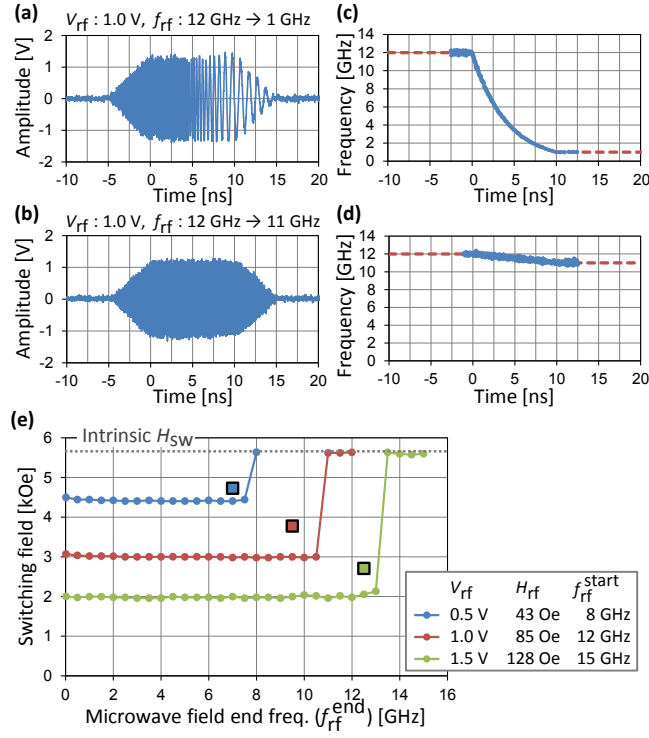 (a) V_rf : 1.0 V, f_rf : 12 GHz → 1 GHz
Amplitude [V]
2
1
0
-1
-2
-10 -5 0 5 10 15 20
Time [ns]
(c)
Frequency [GHz]
14
12
10
8
6
4
2
0
-10 -5 0 5 10 15 20
Time [ns]
(b) V_rf : 1.0 V, f_rf : 12 GHz → 11 GHz
Amplitude [V]
2
1
0
-1
-2
-10 -5 0 5 10 15 20
Time [ns]
(d)
Frequency [GHz]
14
12
10
8
6
4
2
0
-10 -5 0 5 10 15 20
Time [ns]
(e)
Switching field [kOe]
6
5
4
3
2
1
0
Intrinsic H_SW
0 2 4 6 8 10 12 14 16
Microwave field end freq. (f_rf^end) [GHz]
V_rf H_rf f_rf^start
0.5 V 43 Oe 8 GHz
1.0 V 85 Oe 12 GHz
1.5 V 128 Oe 15 GHz